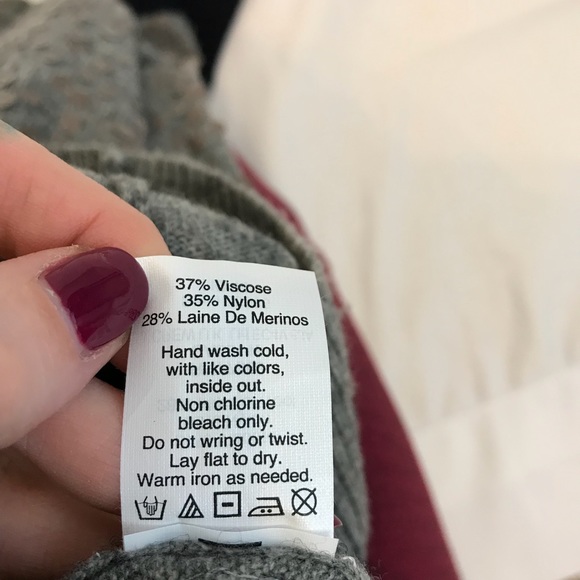 37% Viscose
35% Nylon
28% Laine De Merinos
Hand wash cold,
with like colors,
inside out.
Non chlorine
bleach only.
Do not wring or twist.
Lay flat to dry.
Warm iron as needed.